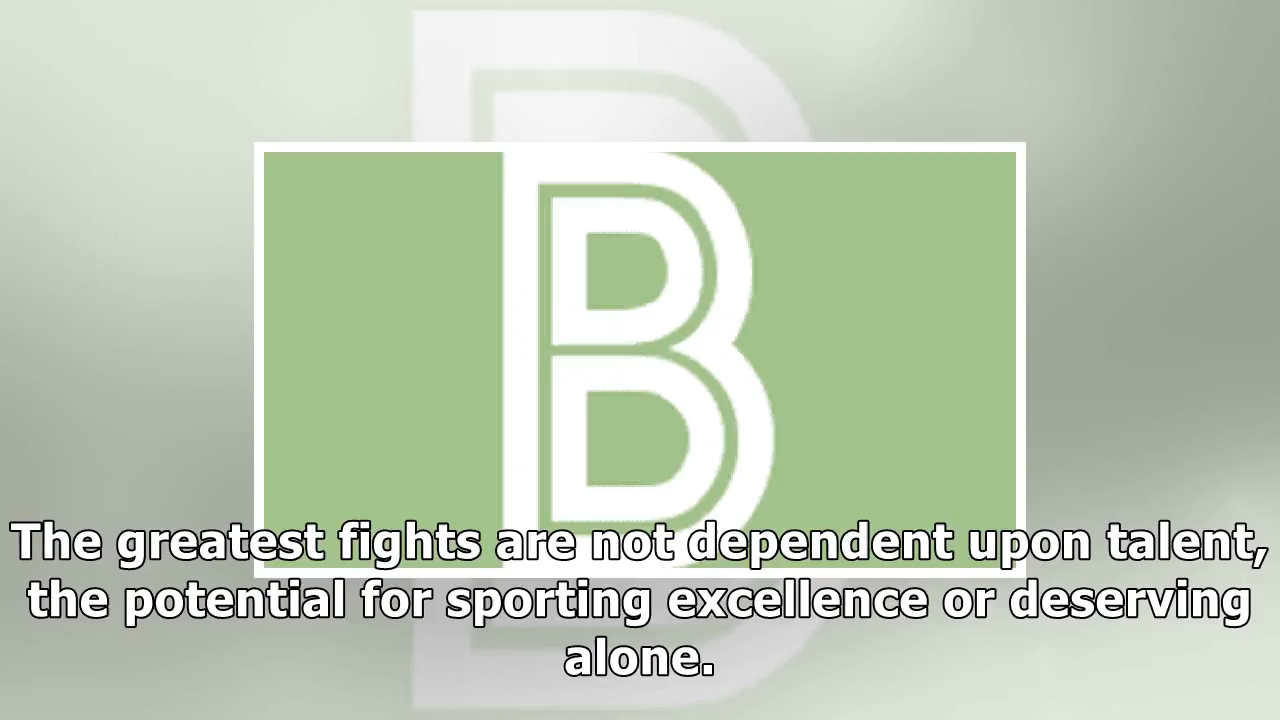 B
The greatest fights are not dependent upon talent,
the potential for sporting excellence or deserving
alone.